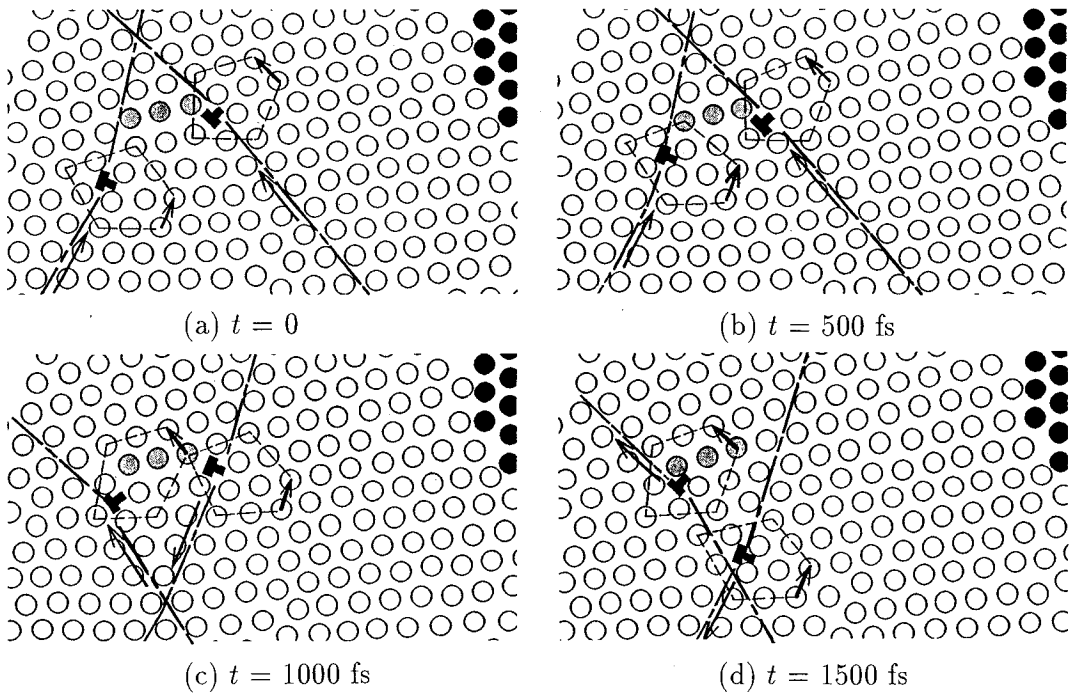 (a) t = 0
(b) t = 500 fs
(c) t = 1000 fs
(d) t = 1500 fs